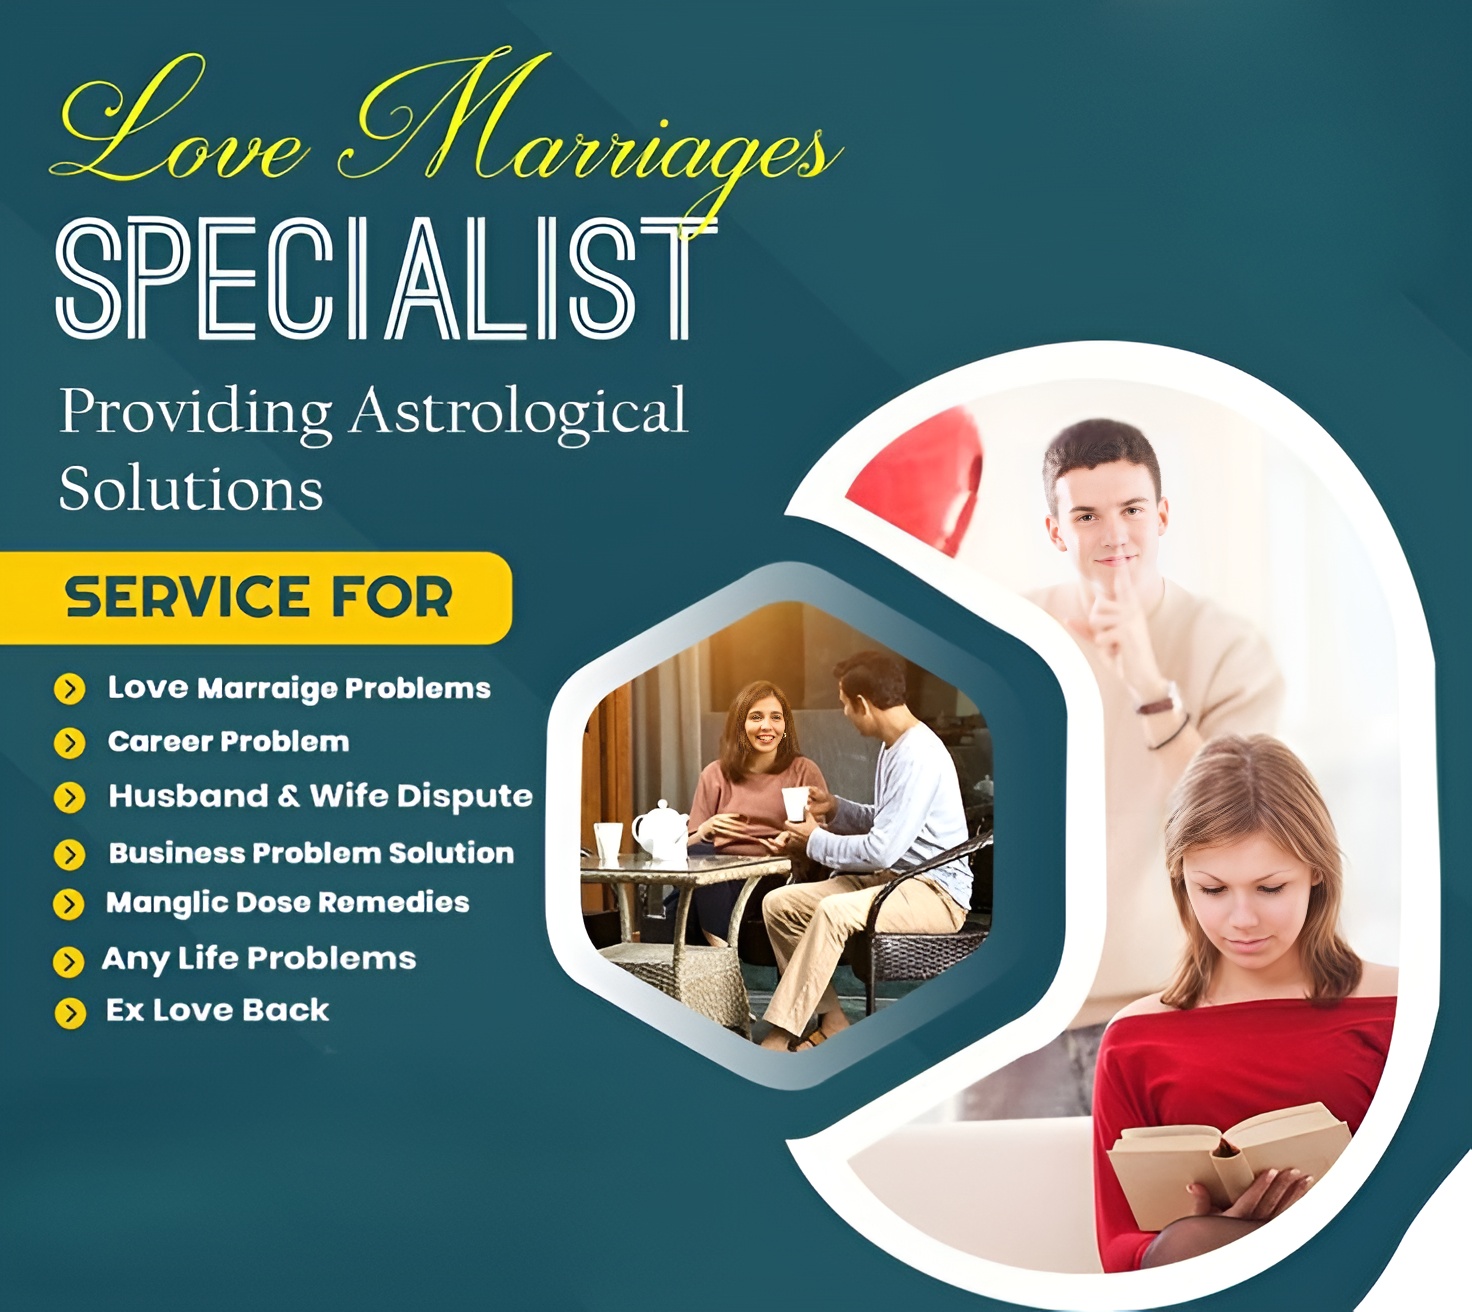 Love Marriages
SPECIALIST
Providing Astrological
Solutions
SERVICE FOR
Love Marraige Problems
Career Problem
Husband & Wife Dispute
Business Problem Solution
Manglic Dose Remedies
Any Life Problems
Ex Love Back